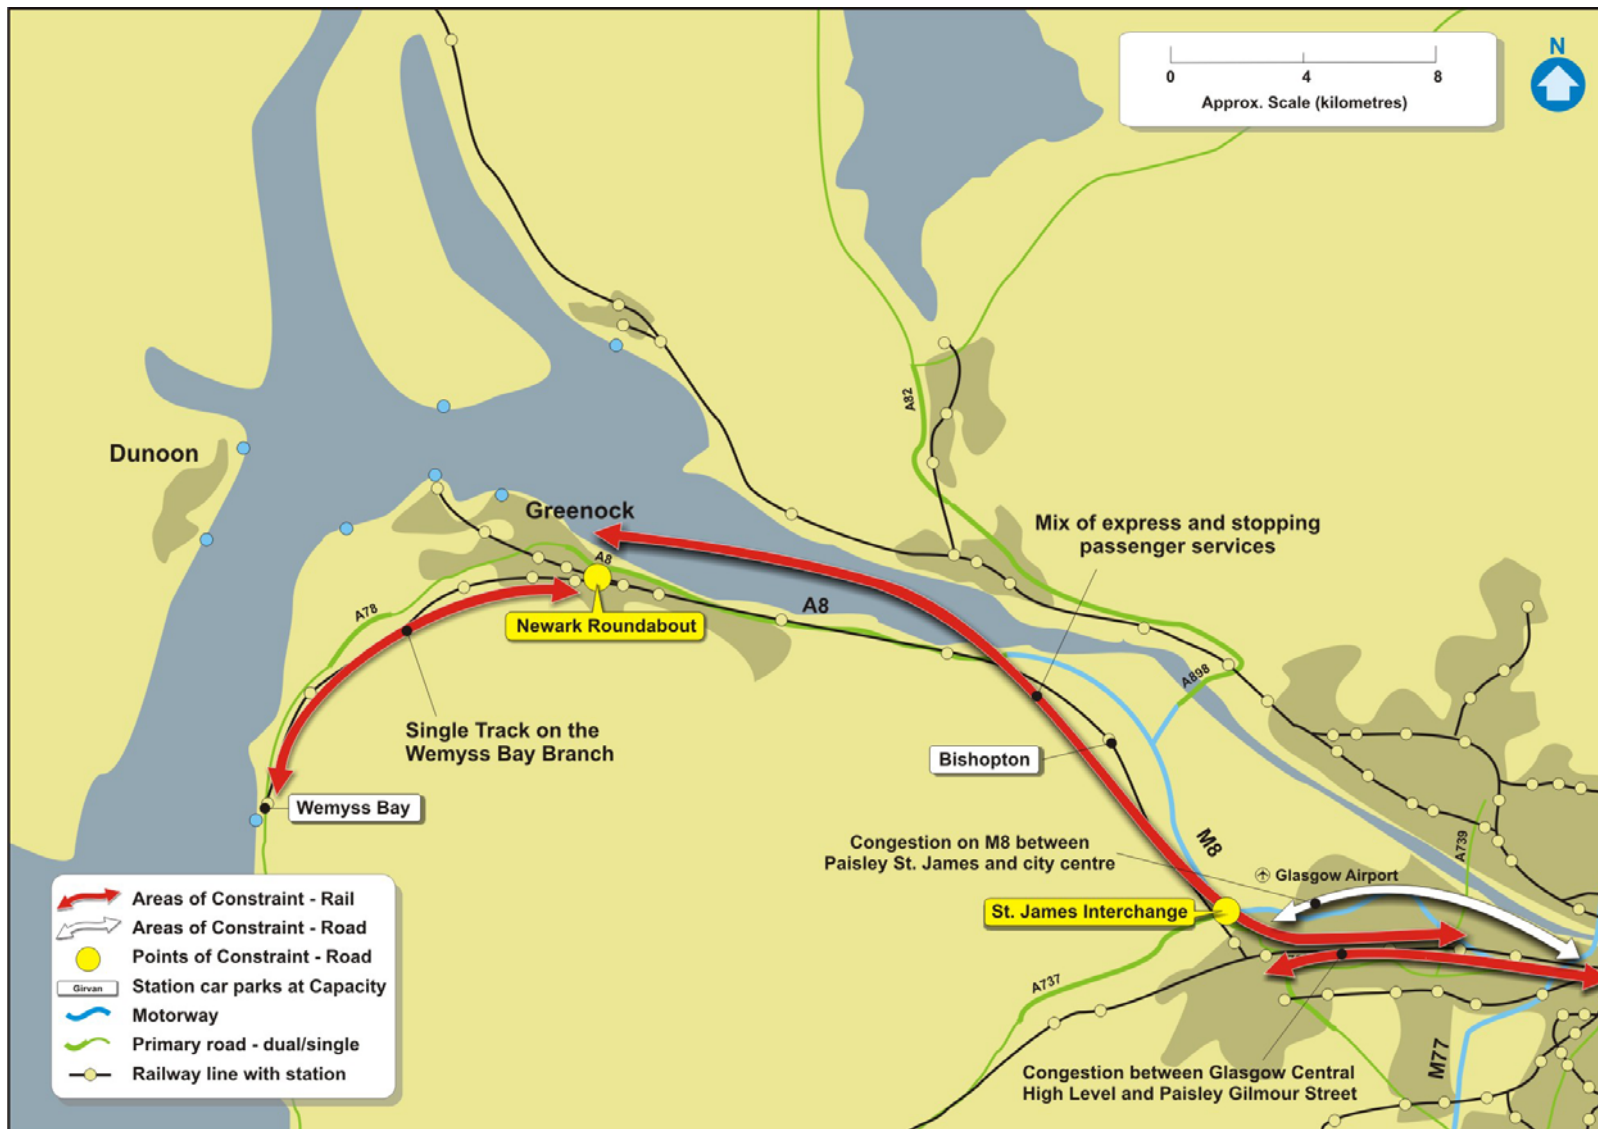 N
0 4 8
Approx. Scale (kilometres)
A82
Dunoon
Greenock
Mix of express and stopping
passenger services
A8
A8
A78
Newark Roundabout
A898
Single Track on the
Wemyss Bay Branch
Bishopton
Wemyss Bay
M8
A739
Congestion on M8 between
Paisley St. James and city centre
Glasgow Airport
St. James Interchange
A737
M77
Congestion between Glasgow Central
High Level and Paisley Gilmour Street
Areas of Constraint - Rail
Areas of Constraint - Road
Points of Constraint - Road
Girvan
Station car parks at Capacity
Motorway
Primary road - dual/single
Railway line with station